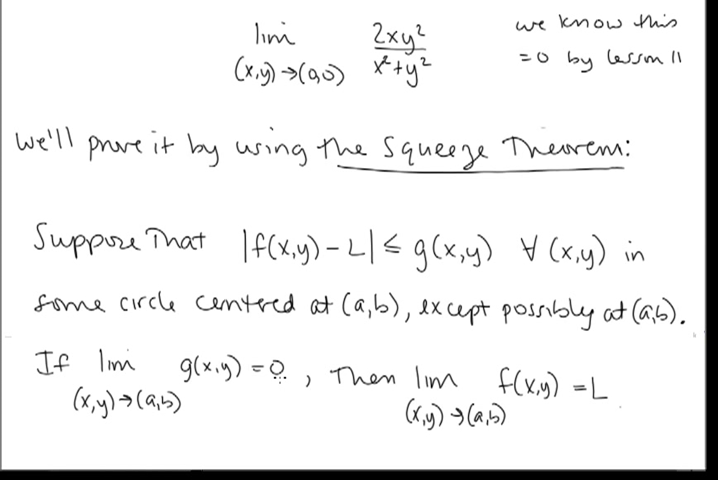 lim 2xy²/x²+y² we know this
(x,y)→(0,0) =0 by lesson 11
We'll prove it by using the Squeeze Theorem:
Suppose That |f(x,y)-L| ≤ g(x,y) ∀ (x,y) in
some circle centered at (a,b), except possibly at (a,b).
If lim g(x,y) = 0, Then lim f(x,y) = L
(x,y)→(a,b) (x,y)→(a,b)